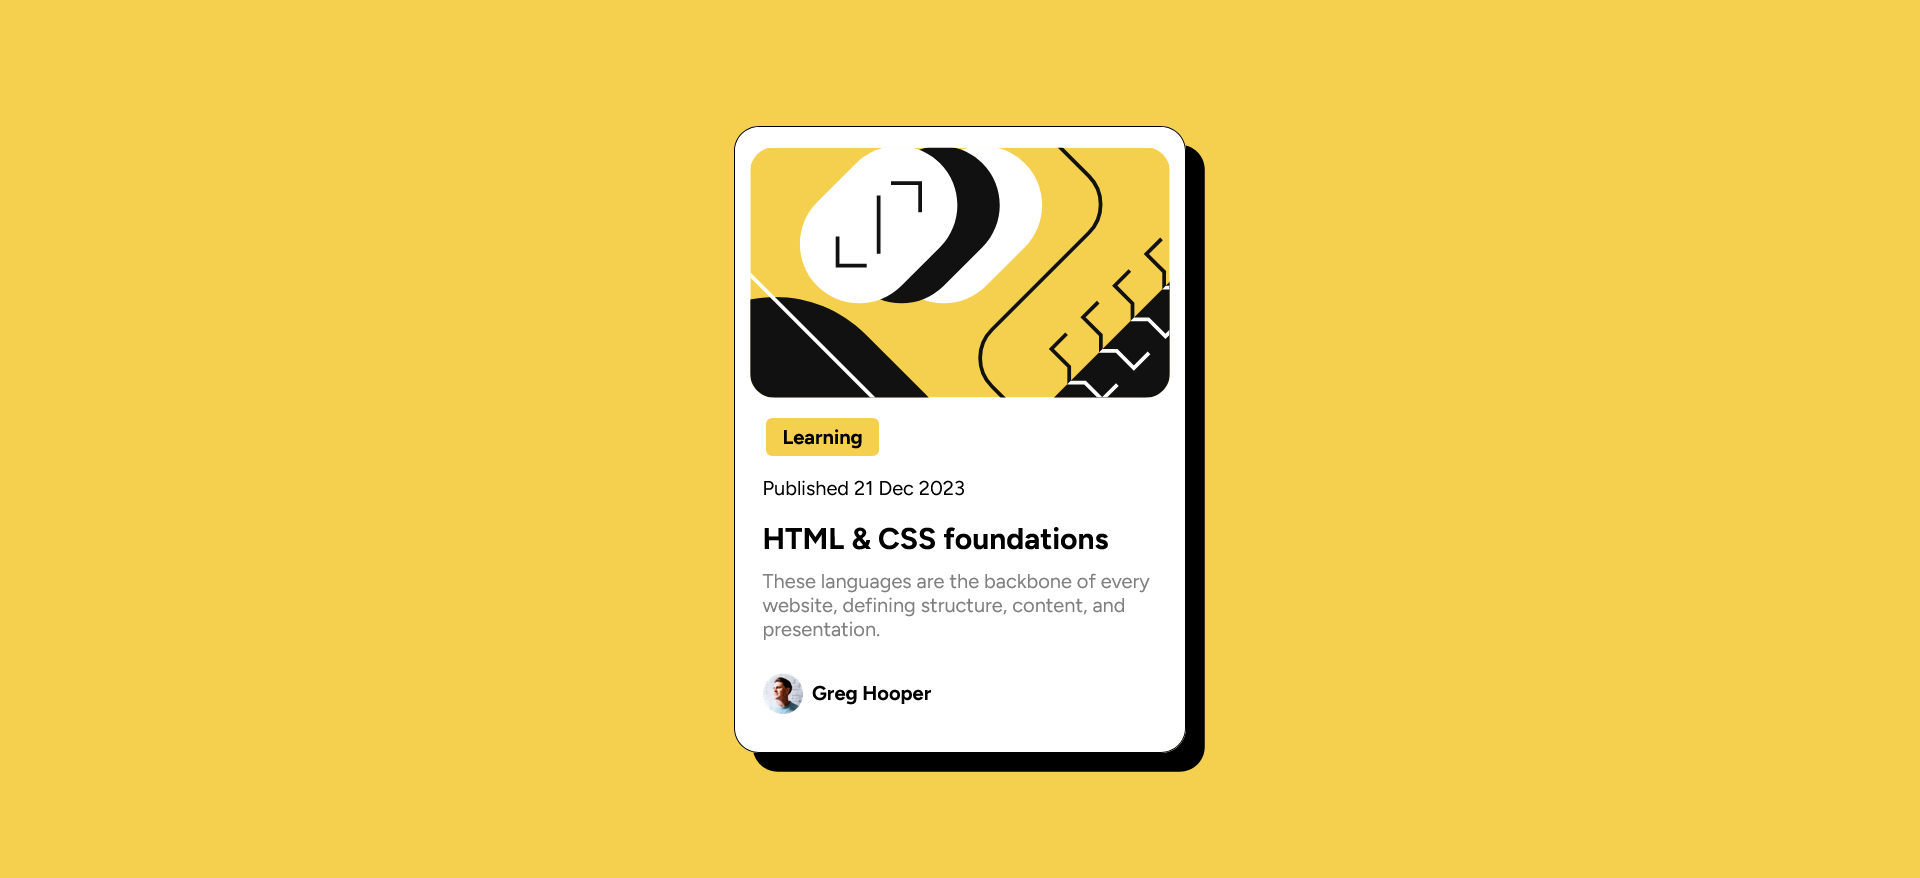 Learning
Published 21 Dec 2023
HTML & CSS foundations
These languages are the backbone of every
website, defining structure, content, and
presentation.
Greg Hooper